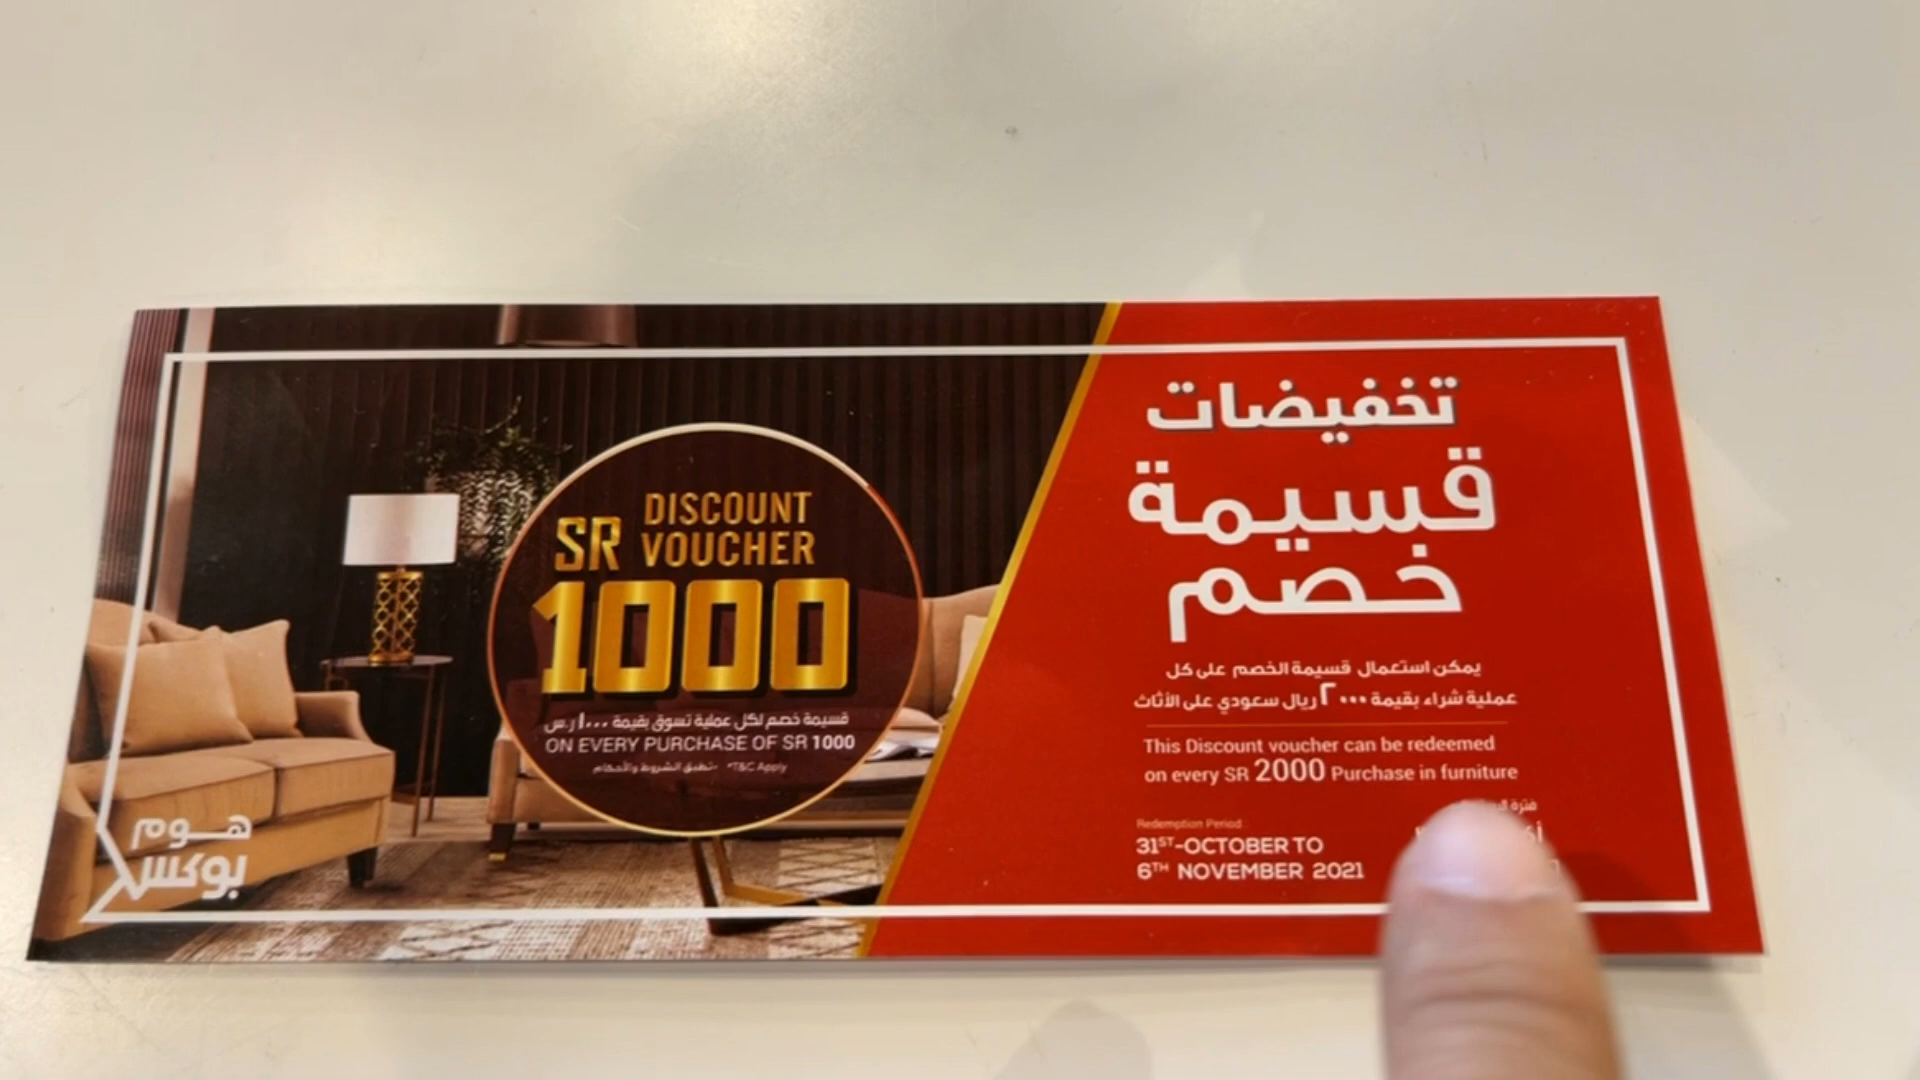 DISCOUNT
SR VOUCHER
1000
قسيمة خصم لكل عملية تسوق بقيمة ١٠٠٠ ر.س
ON EVERY PURCHASE OF SR 1000
*تطبق الشروط والأحكام *T&C Apply
هوم
بوكس
تخفيضات
قسيمة
خصم
يمكن استعمال قسيمة الخصم على كل
عملية شراء بقيمة ٢٠٠٠ ريال سعودي على الأثاث
This Discount voucher can be redeemed
on every SR 2000 Purchase in furniture
فترة
Redemption Period :
31ST-OCTOBER TO
6TH NOVEMBER 2021